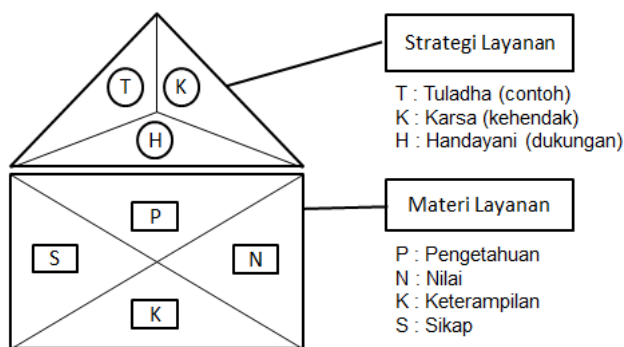 Strategi Layanan
T
K
H
T : Tuladha (contoh)
K : Karsa (kehendak)
H : Handayani (dukungan)
P
S
N
K
Materi Layanan
P : Pengetahuan
N : Nilai
K : Keterampilan
S : Sikap